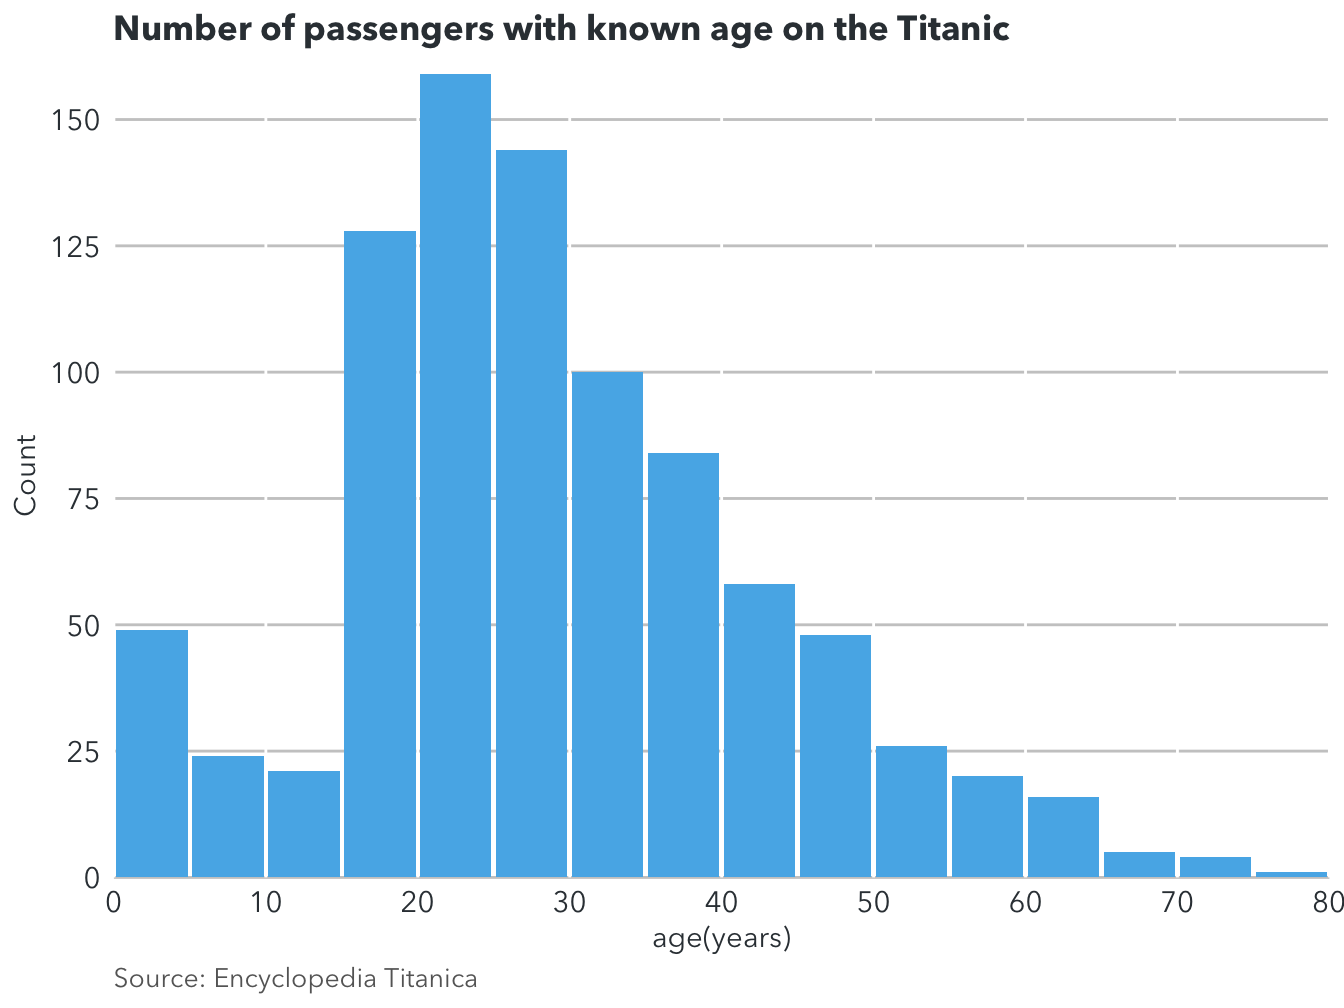 Number of passengers with known age on the Titanic
150
125
100
75
50
25
0
Count
0 10 20 30 40 50 60 70 80
age(years)
Source: Encyclopedia Titanica